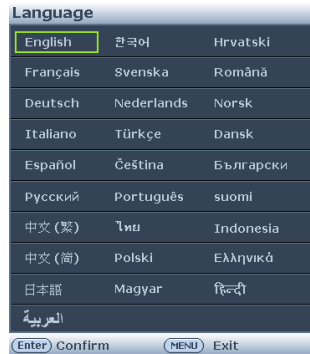 Language
English 한국어 Hrvatski
Français Svenska Română
Deutsch Nederlands Norsk
Italiano Türkçe Dansk
Español Čeština Български
Русский Português suomi
中文 (繁) ไทย Indonesia
中文 (简) Polski Ελληνικά
日本語 Magyar हिन्दी
العربية
Enter Confirm MENU Exit